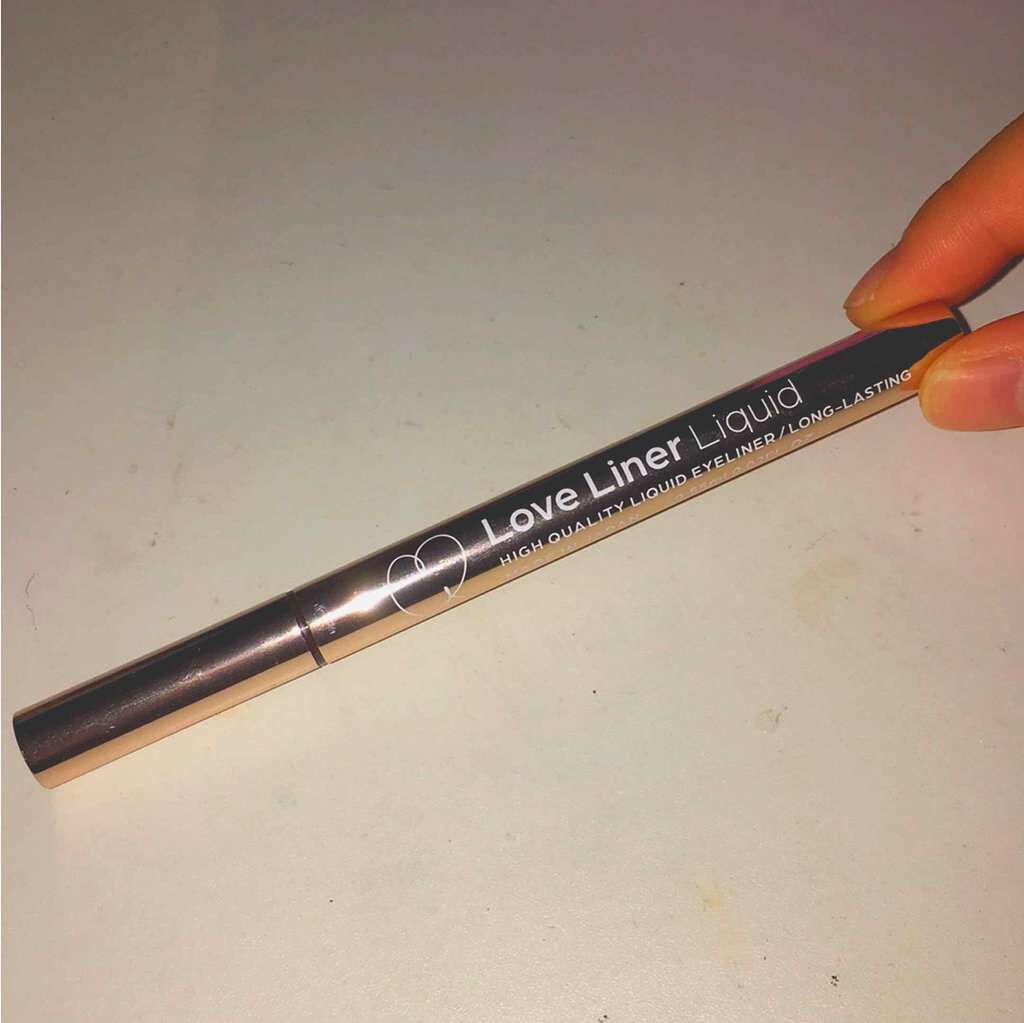 Love Liner Liquid
HIGH QUALITY LIQUID EYELINER/LONG-LASTING